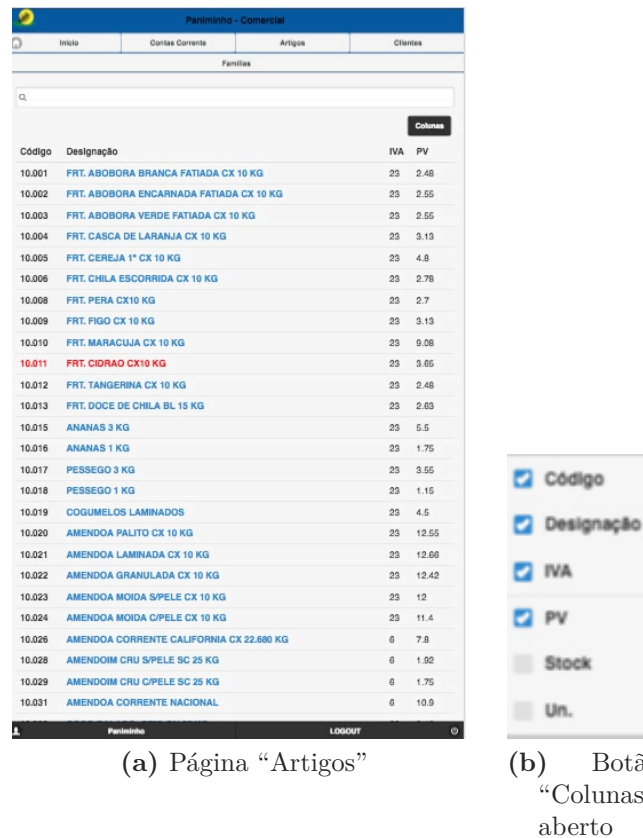 Paniminho - Comercial
Início Contas Corrente Artigos Clientes
Famílias
Colunas
Código Designação IVA PV
10.001 FRT. ABOBORA BRANCA FATIADA CX 10 KG 23 2.48
10.002 FRT. ABOBORA ENCARNADA FATIADA CX 10 KG 23 2.55
10.003 FRT. ABOBORA VERDE FATIADA CX 10 KG 23 2.55
10.004 FRT. CASCA DE LARANJA CX 10 KG 23 3.13
10.005 FRT. CEREJA 1ª CX 10 KG 23 4.8
10.006 FRT. CHILA ESCORRIDA CX 10 KG 23 2.78
10.008 FRT. PERA CX10 KG 23 2.7
10.009 FRT. FIGO CX 10 KG 23 3.13
10.010 FRT. MARACUJA CX 10 KG 23 9.08
10.011 FRT. CIDRAO CX10 KG 23 3.65
10.012 FRT. TANGERINA CX 10 KG 23 2.48
10.013 FRT. DOCE DE CHILA BL 15 KG 23 2.63
10.015 ANANAS 3 KG 23 5.5
10.016 ANANAS 1 KG 23 1.75
10.017 PESSEGO 3 KG 23 3.55
10.018 PESSEGO 1 KG 23 1.15
10.019 COGUMELOS LAMINADOS 23 4.5
10.020 AMENDOA PALITO CX 10 KG 23 12.55
10.021 AMENDOA LAMINADA CX 10 KG 23 12.66
10.022 AMENDOA GRANULADA CX 10 KG 23 12.42
10.023 AMENDOA MOIDA S/PELE CX 10 KG 23 12
10.024 AMENDOA MOIDA C/PELE CX 10 KG 23 11.4
10.026 AMENDOA CORRENTE CALIFORNIA CX 22.680 KG 6 7.8
10.028 AMENDOIM CRU S/PELE SC 25 KG 6 1.92
10.029 AMENDOIM CRU C/PELE SC 25 KG 6 1.75
10.031 AMENDOA CORRENTE NACIONAL 6 10.9
Paniminho LOGOUT
(a) Página “Artigos”
Código
Designação
IVA
PV
Stock
Un.
(b) Botã
“Colunas
aberto